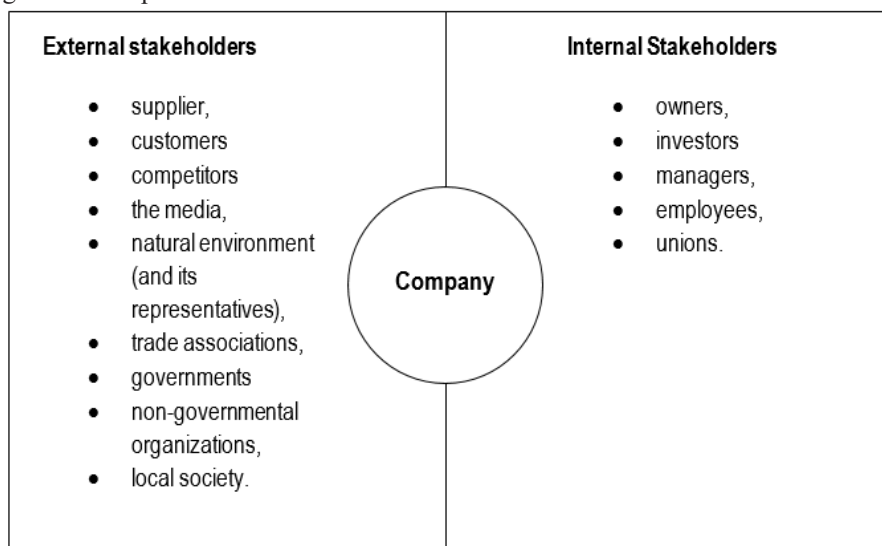 External stakeholders
supplier,
customers
competitors
the media,
natural environment
(and its
representatives),
trade associations,
governments
non-governmental
organizations,
local society.
Company
Internal Stakeholders
owners,
investors
managers,
employees,
unions.